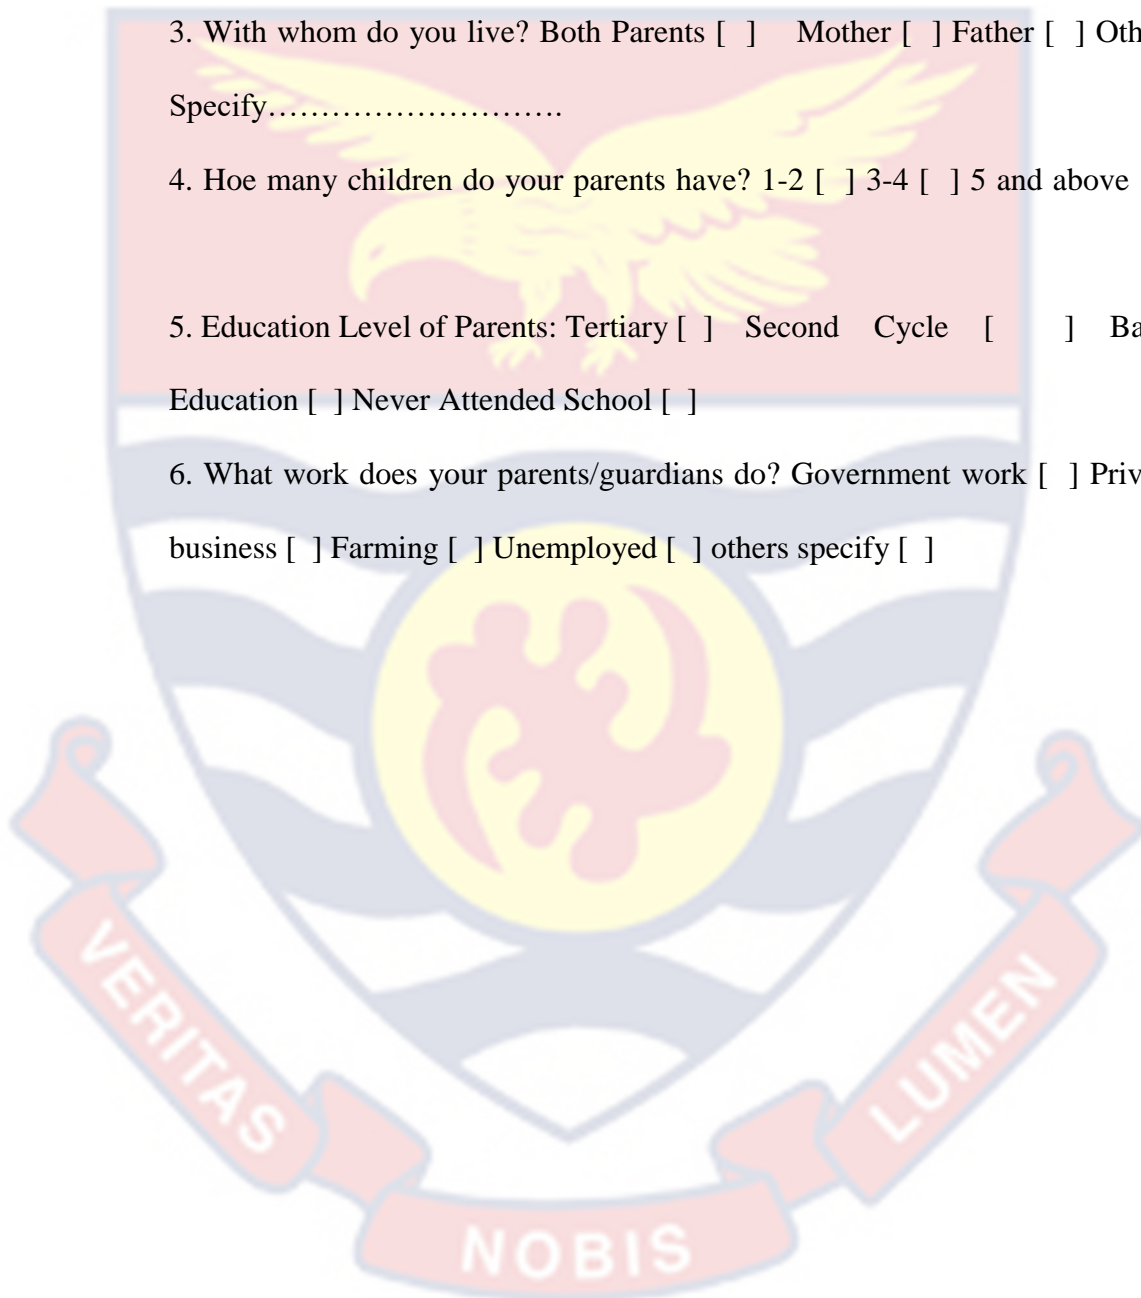 3. With whom do you live? Both Parents [ ] Mother [ ] Father [ ] Oth
Specify……………………….
4. Hoe many children do your parents have? 1-2 [ ] 3-4 [ ] 5 and above
5. Education Level of Parents: Tertiary [ ] Second Cycle [ ] Ba
Education [ ] Never Attended School [ ]
6. What work does your parents/guardians do? Government work [ ] Priv
business [ ] Farming [ ] Unemployed [ ] others specify [ ]
VERITAS
NOBIS
LUMEN